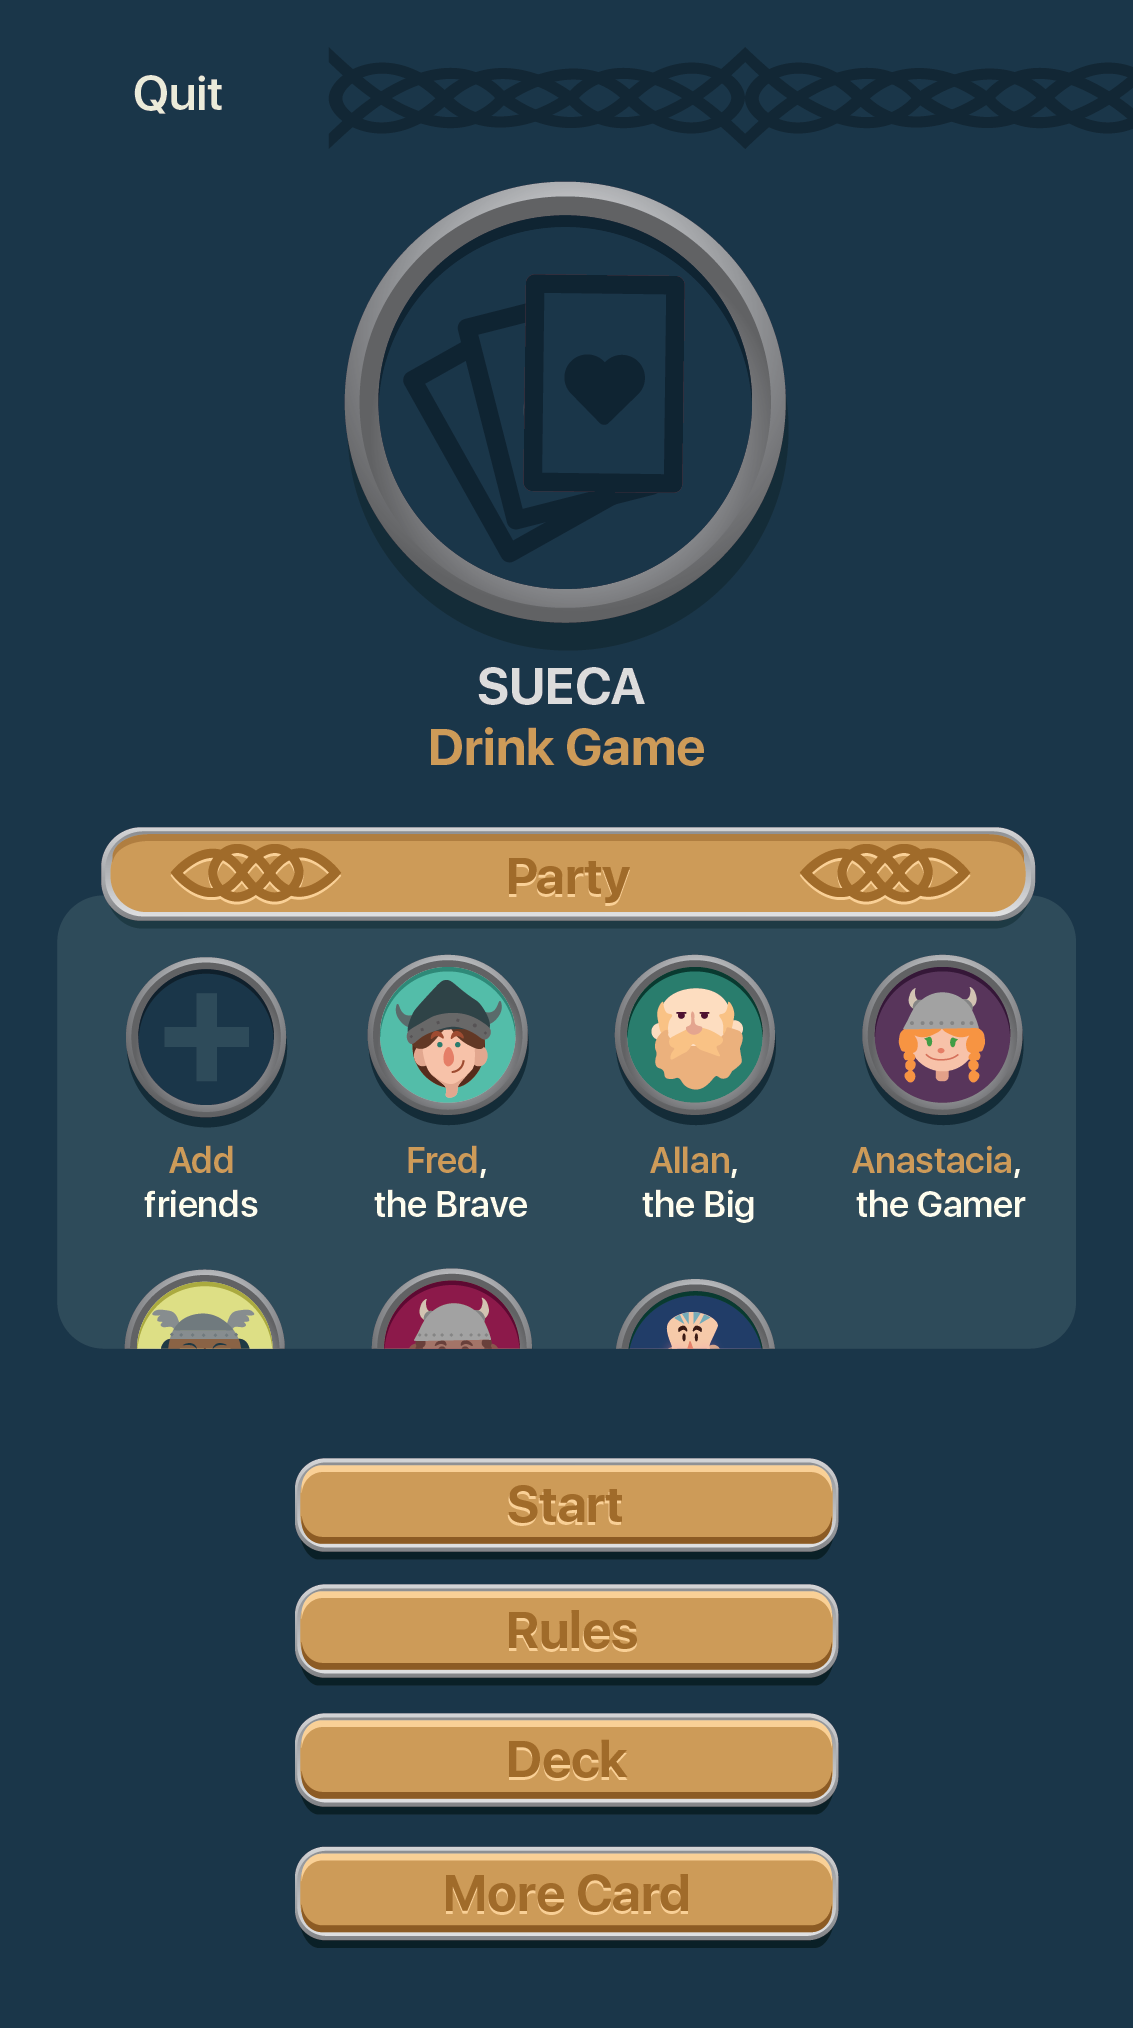 Quit
SUECA
Drink Game
Party
Add
friends
Fred,
the Brave
Allan,
the Big
Anastacia,
the Gamer
Start
Rules
Deck
More Card